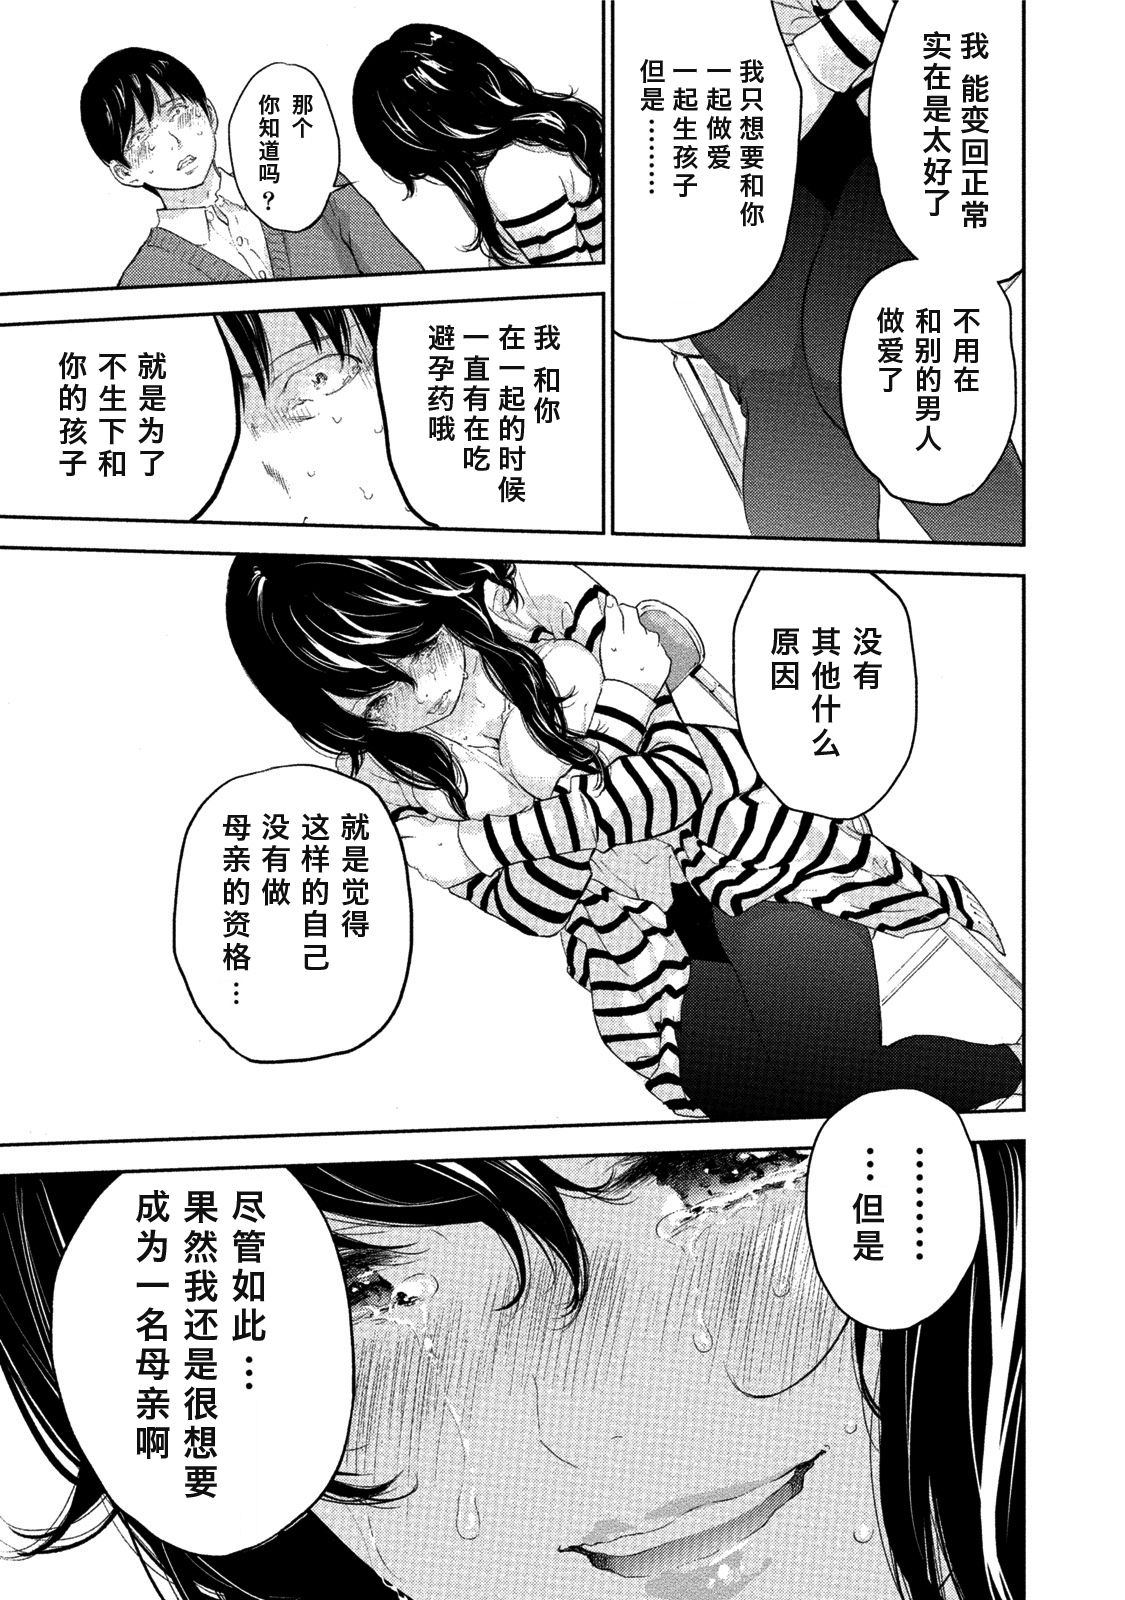 我 能变回正常
实在是太好了
不用在
和别的男人
做爱了
我只想要和你
一起做爱
一起生孩子
但是………
那个
你知道吗？
我和你
在一起的时候
一直有在吃
避孕药哦
就是为了
不生下和
你的孩子
没有
其他什么
原因
就是觉得
这样的自己
没有做
母亲的资格…
………
…但是
尽管如此…
果然我还是很想要
成为一名母亲啊